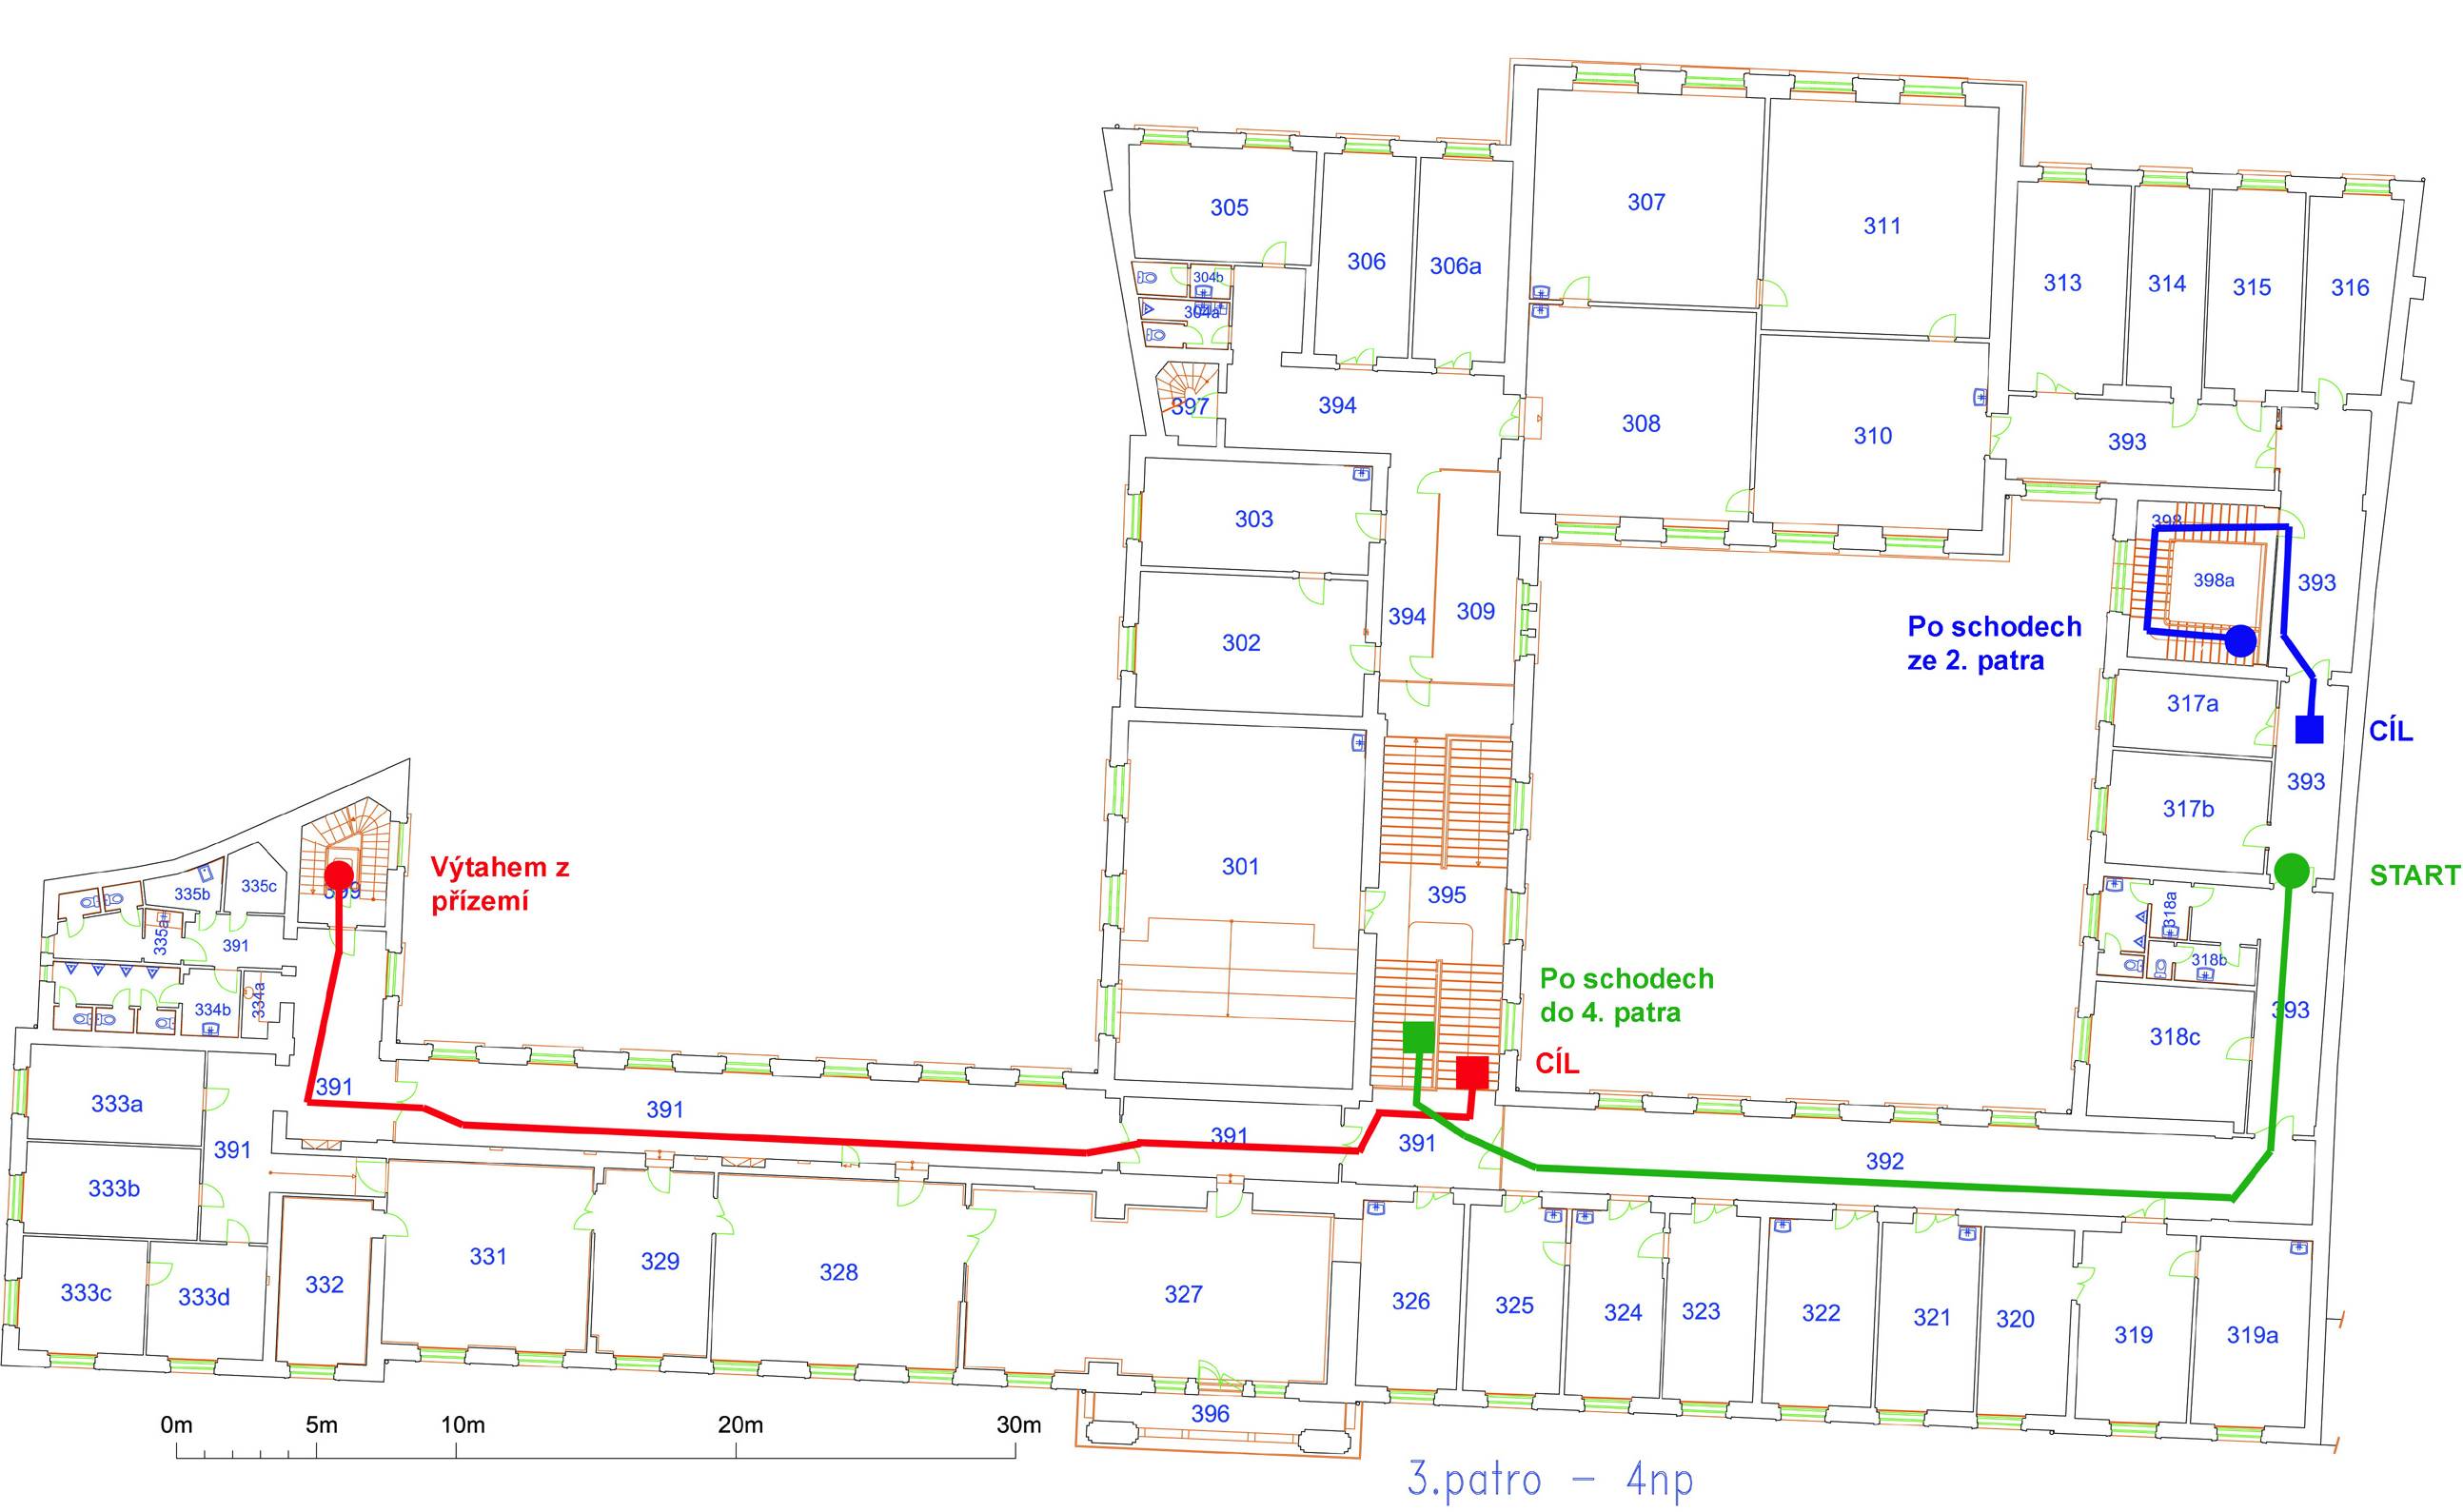 307
311
305
306
306a
313
314
315
316
304b
304a
397
394
308
310
393
303
398
398a
393
302
394
309
Po schodech
ze 2. patra
317a
CÍL
393
317b
301
Výtahem z
přízemí
399
335b
335c
395
START
335a
391
318a
318b
334b
334a
Po schodech
do 4. patra
393
318c
CÍL
333a
391
391
391
391
392
391
333b
331
329
328
327
326
325
324
323
322
321
320
319
319a
333c
333d
332
396
0m
5m
10m
20m
30m
3.patro - 4np